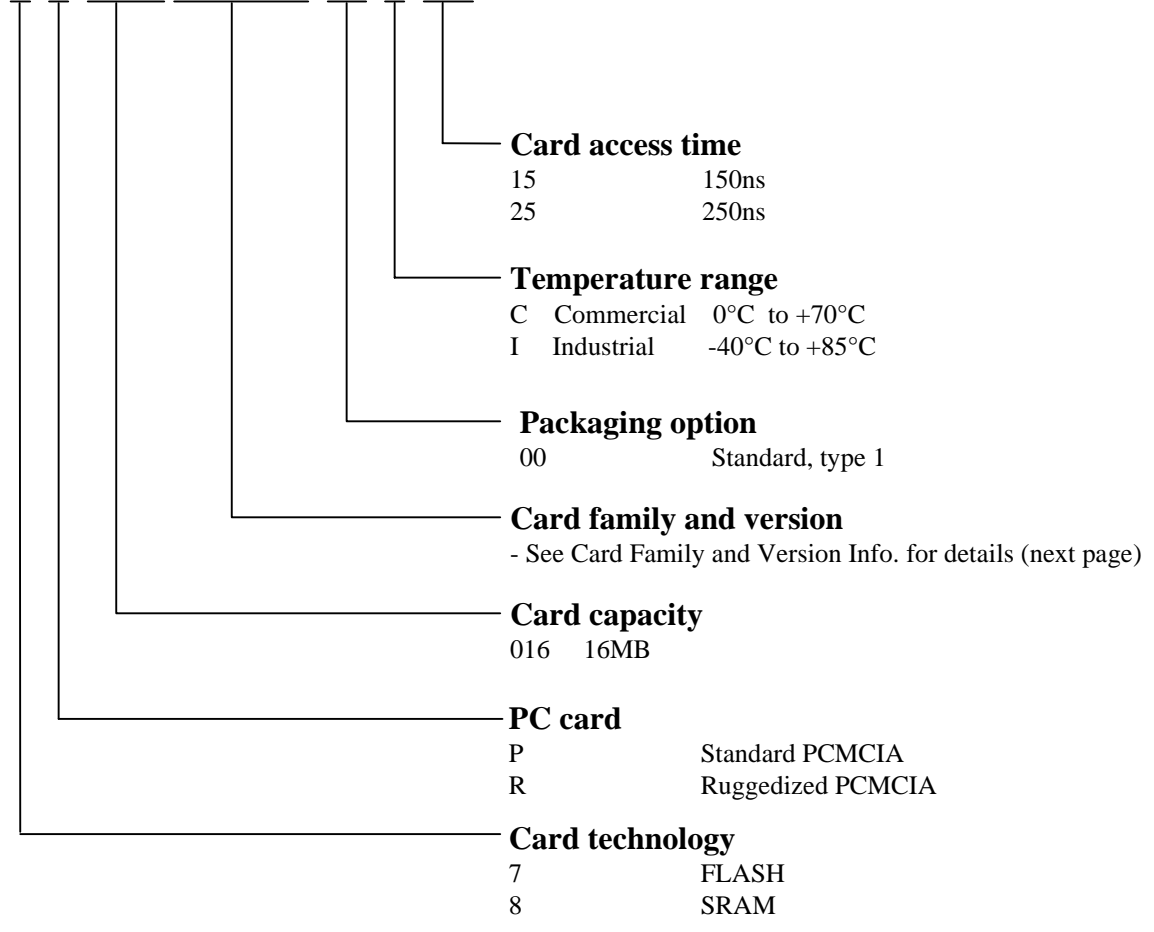 Card access time
15 150ns
25 250ns
Temperature range
C Commercial 0°C to +70°C
I Industrial -40°C to +85°C
Packaging option
00 Standard, type 1
Card family and version
- See Card Family and Version Info. for details (next page)
Card capacity
016 16MB
PC card
P Standard PCMCIA
R Ruggedized PCMCIA
Card technology
7 FLASH
8 SRAM